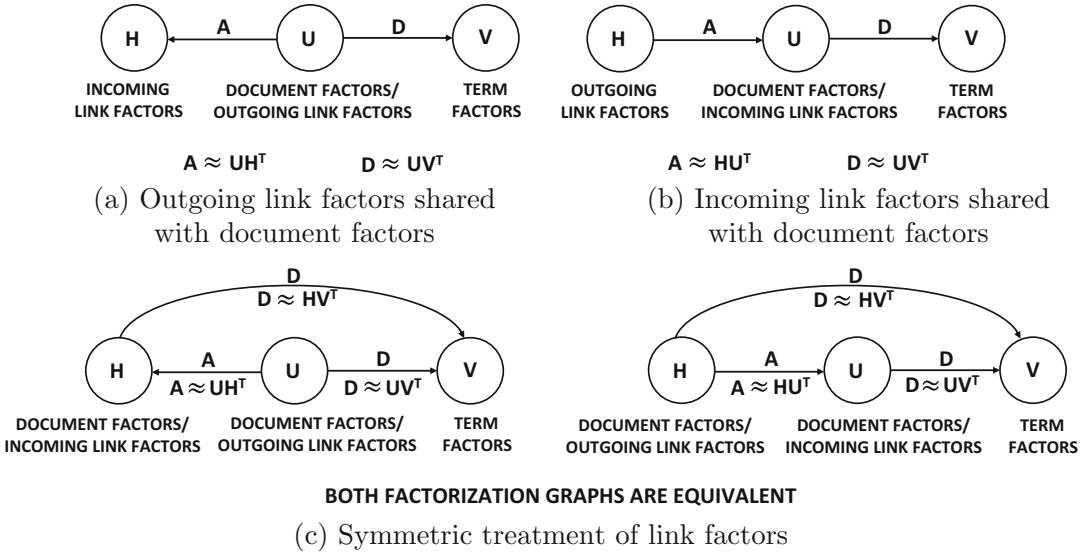 H A U D V
INCOMING LINK FACTORS
DOCUMENT FACTORS/ OUTGOING LINK FACTORS
TERM FACTORS
A ≈ UHᵀ D ≈ UVᵀ
(a) Outgoing link factors shared
with document factors
H A U D V
OUTGOING LINK FACTORS
DOCUMENT FACTORS/ INCOMING LINK FACTORS
TERM FACTORS
A ≈ HUᵀ D ≈ UVᵀ
(b) Incoming link factors shared
with document factors
D
D ≈ HVᵀ
H A U D V
A ≈ UHᵀ D ≈ UVᵀ
DOCUMENT FACTORS/ INCOMING LINK FACTORS
DOCUMENT FACTORS/ OUTGOING LINK FACTORS
TERM FACTORS
D
D ≈ HVᵀ
H A U D V
A ≈ HUᵀ D ≈ UVᵀ
DOCUMENT FACTORS/ OUTGOING LINK FACTORS
DOCUMENT FACTORS/ INCOMING LINK FACTORS
TERM FACTORS
BOTH FACTORIZATION GRAPHS ARE EQUIVALENT
(c) Symmetric treatment of link factors